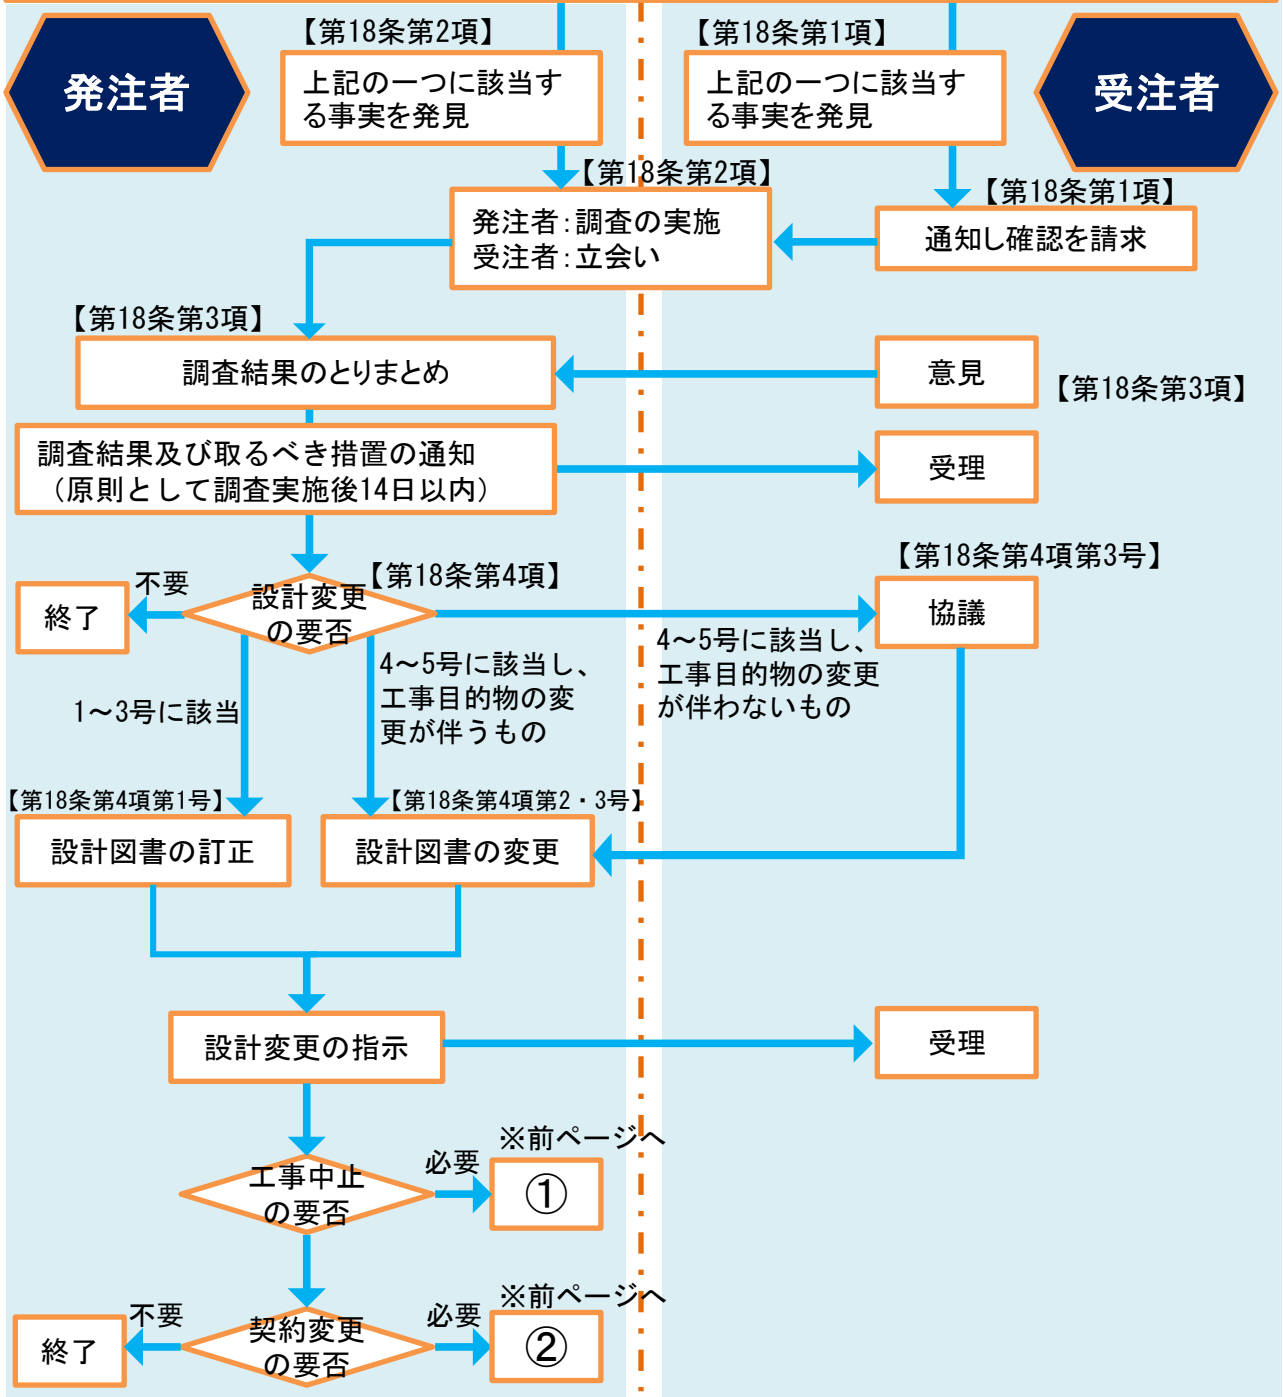 【第18条第2項】
【第18条第1項】
発注者
上記の一つに該当す
る事実を発見
上記の一つに該当す
る事実を発見
受注者
【第18条第2項】
【第18条第1項】
発注者：調査の実施
受注者：立会い
通知し確認を請求
【第18条第3項】
調査結果のとりまとめ
意見
【第18条第3項】
調査結果及び取るべき措置の通知
（原則として調査実施後14日以内）
受理
【第18条第4項】
【第18条第4項第3号】
不要
終了
設計変更
の要否
協議
1～3号に該当
4～5号に該当し、
工事目的物の変
更が伴うもの
4～5号に該当し、
工事目的物の変更
が伴わないもの
【第18条第4項第1号】
【第18条第4項第2・3号】
設計図書の訂正
設計図書の変更
設計変更の指示
受理
※前ページへ
工事中止
の要否
必要
①
※前ページへ
不要
終了
契約変更
の要否
必要
②